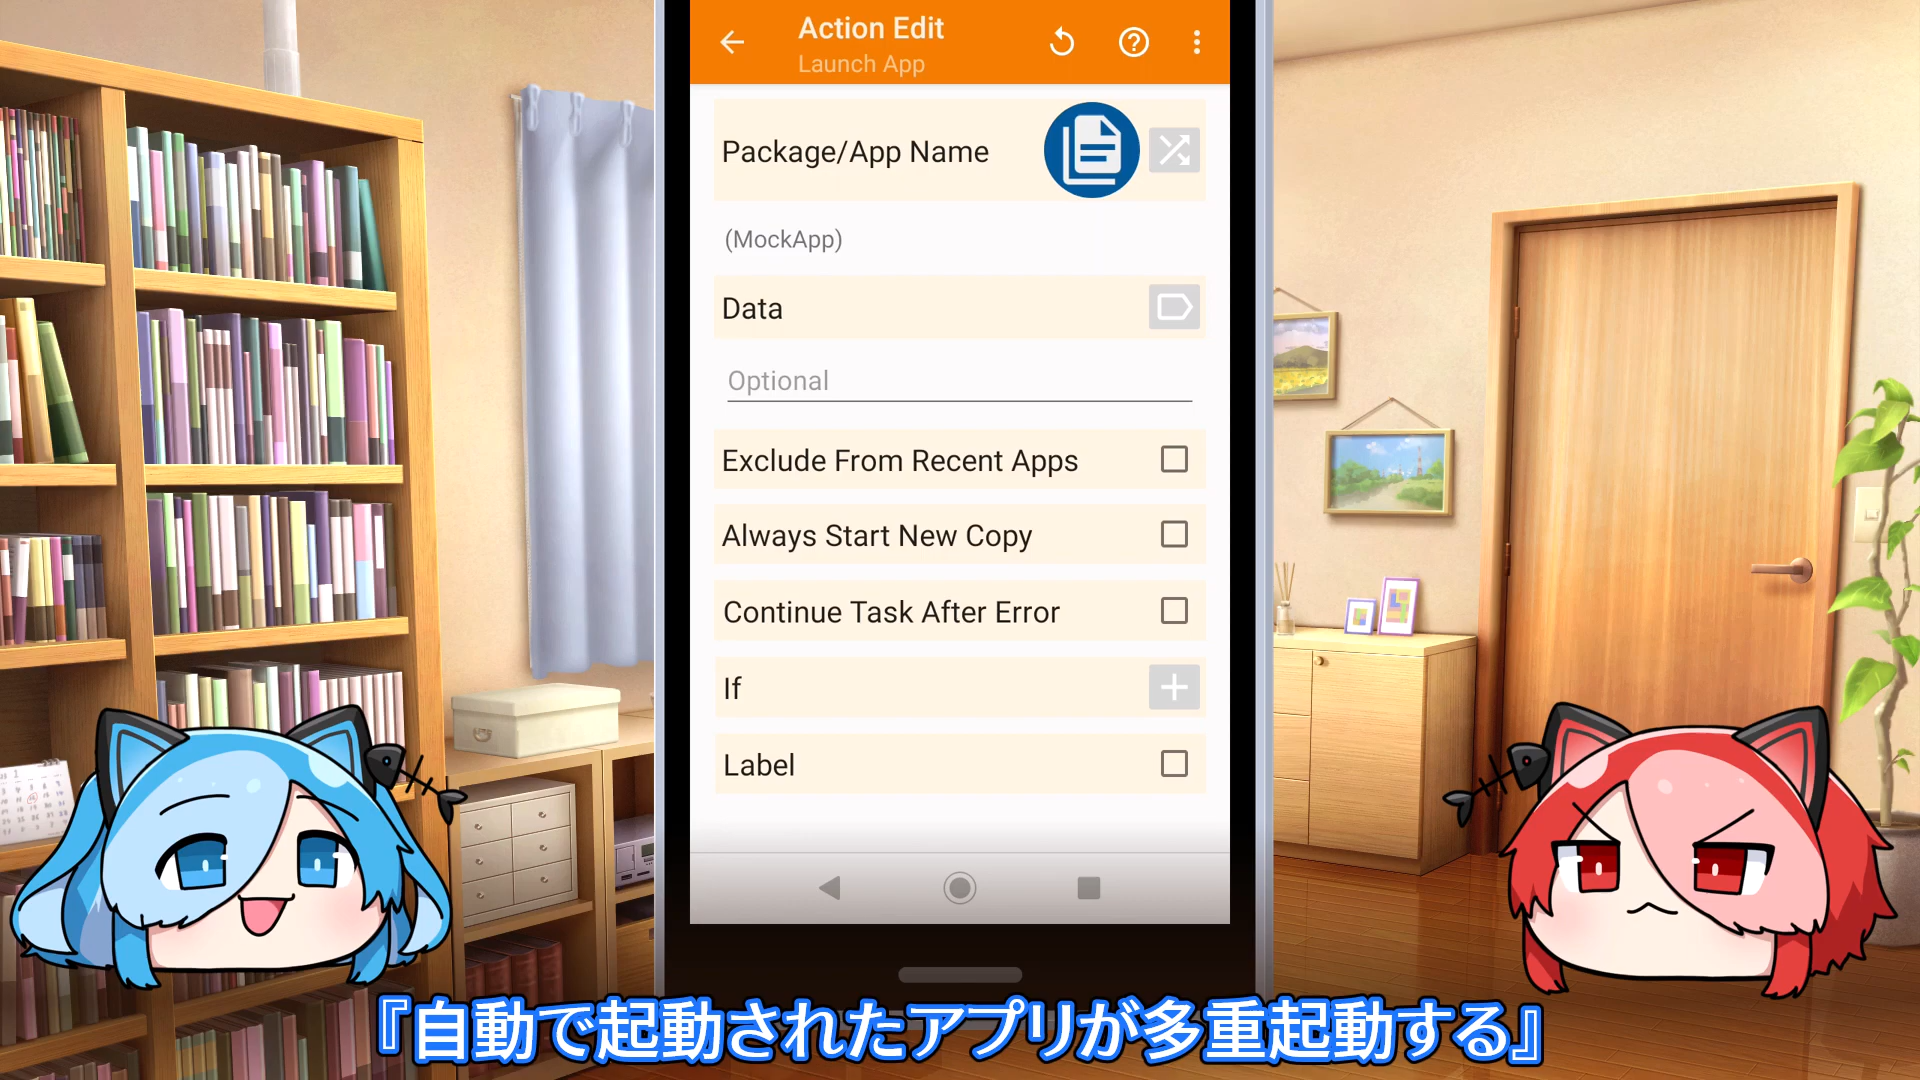 Action Edit
Launch App
Package/App Name
(MockApp)
Data
Optional
Exclude From Recent Apps
Always Start New Copy
Continue Task After Error
If
Label
『自動で起動されたアプリが多重起動する』